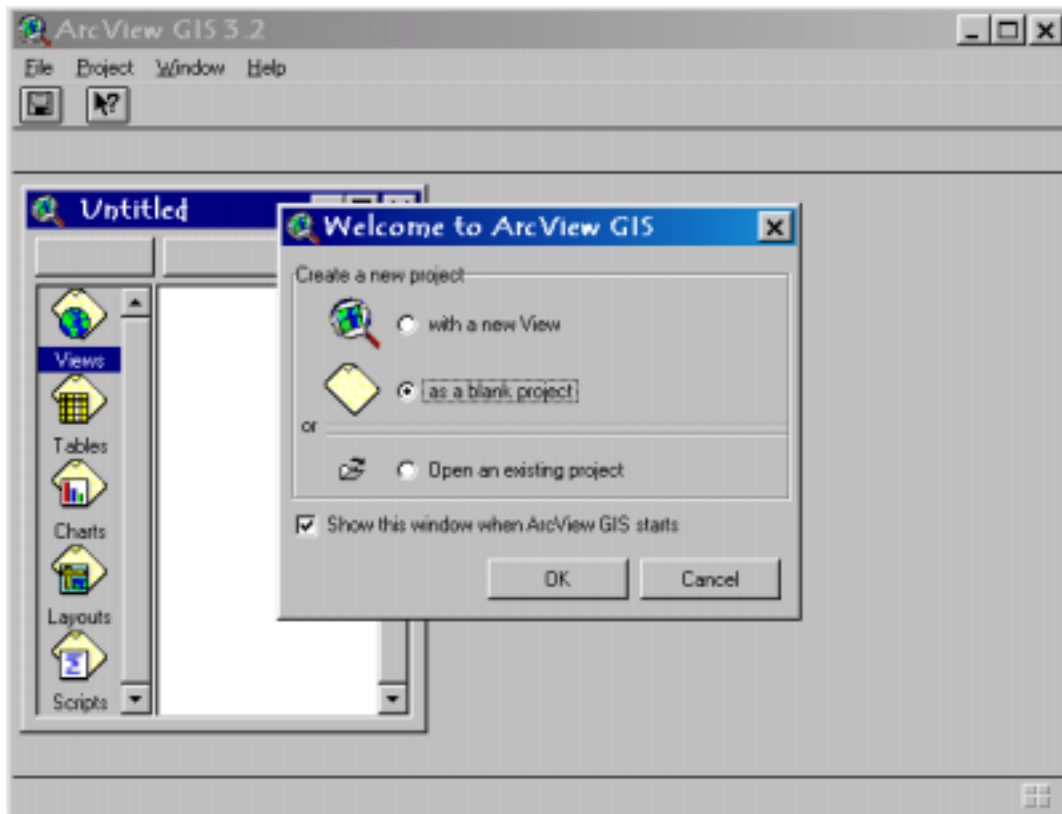 ArcView GIS 3.2
File Project Window Help
Untitled
Welcome to ArcView GIS
Create a new project
with a new View
as a blank project
or
Open an existing project
Show this window when ArcView GIS starts
OK Cancel
Views
Tables
Charts
Layouts
Scripts